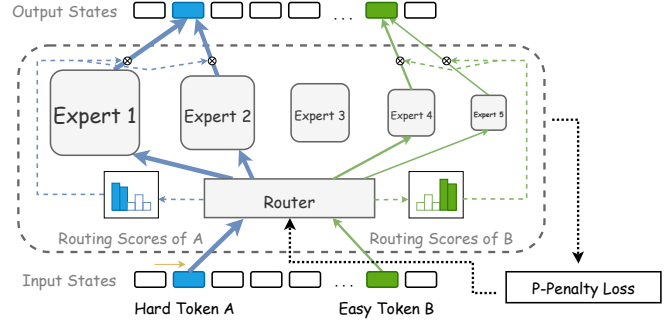 Output States
...
Expert 1
Expert 2
Expert 3
Expert 4
Expert 5
Router
Routing Scores of A
Routing Scores of B
Input States
...
P-Penalty Loss
Hard Token A
Easy Token B